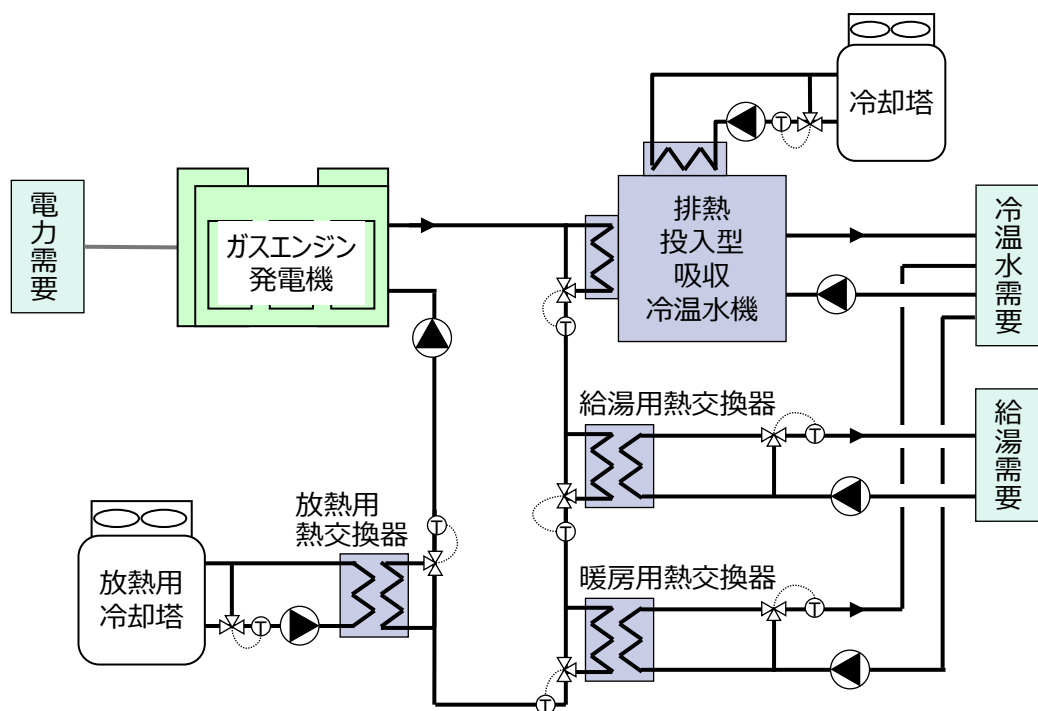 冷却塔
電力需要
ガスエンジン
発電機
排熱
投入型
吸収
冷温水機
冷温水需要
給湯用熱交換器
給湯需要
放熱用
熱交換器
放熱用
冷却塔
暖房用熱交換器
T
T
T
T
T
T
T
T